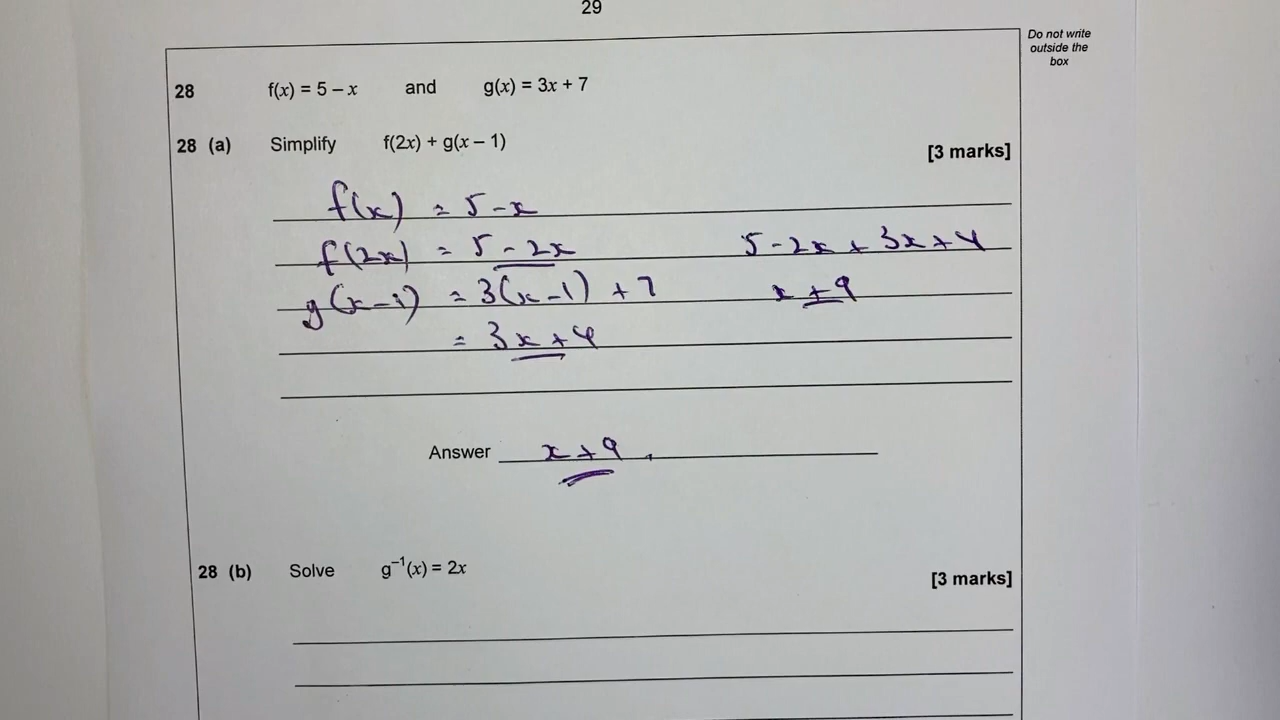 29
Do not write
outside the
box
28 f(x) = 5 – x and g(x) = 3x + 7
28 (a) Simplify f(2x) + g(x – 1)
[3 marks]
f(x) = 5 - x
f(2x) = 5 - 2x
5 - 2x + 3x + 4
g(x-1) = 3(x-1) + 7
x + 9
= 3x + 4
Answer x + 9
28 (b) Solve g⁻¹(x) = 2x
[3 marks]